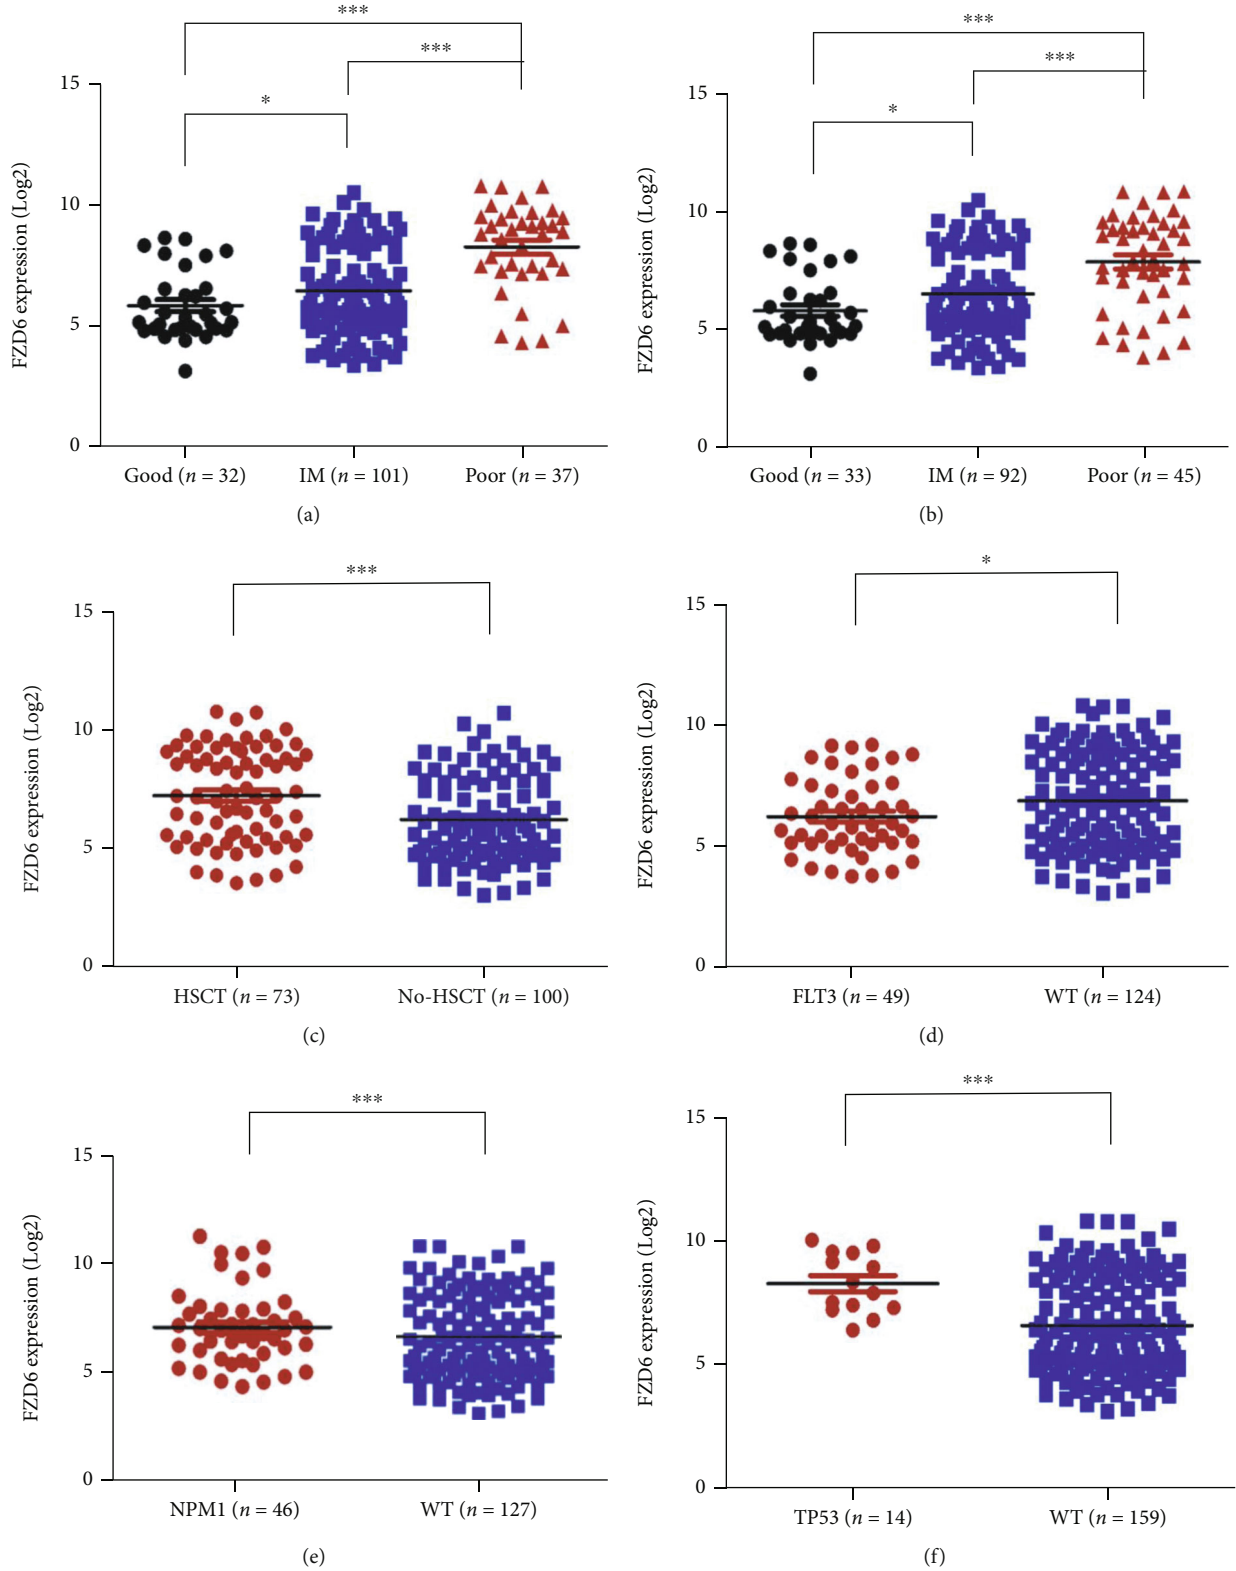 ***
***
*
15
10
5
0
FZD6 expression (Log2)
Good (n = 32)
IM (n = 101)
Poor (n = 37)
(a)
***
***
*
15
10
5
0
FZD6 expression (Log2)
Good (n = 33)
IM (n = 92)
Poor (n = 45)
(b)
***
15
10
5
0
FZD6 expression (Log2)
HSCT (n = 73)
No-HSCT (n = 100)
(c)
*
15
10
5
0
FZD6 expression (Log2)
FLT3 (n = 49)
WT (n = 124)
(d)
***
15
10
5
0
FZD6 expression (Log2)
NPM1 (n = 46)
WT (n = 127)
(e)
***
15
10
5
0
FZD6 expression (Log2)
TP53 (n = 14)
WT (n = 159)
(f)